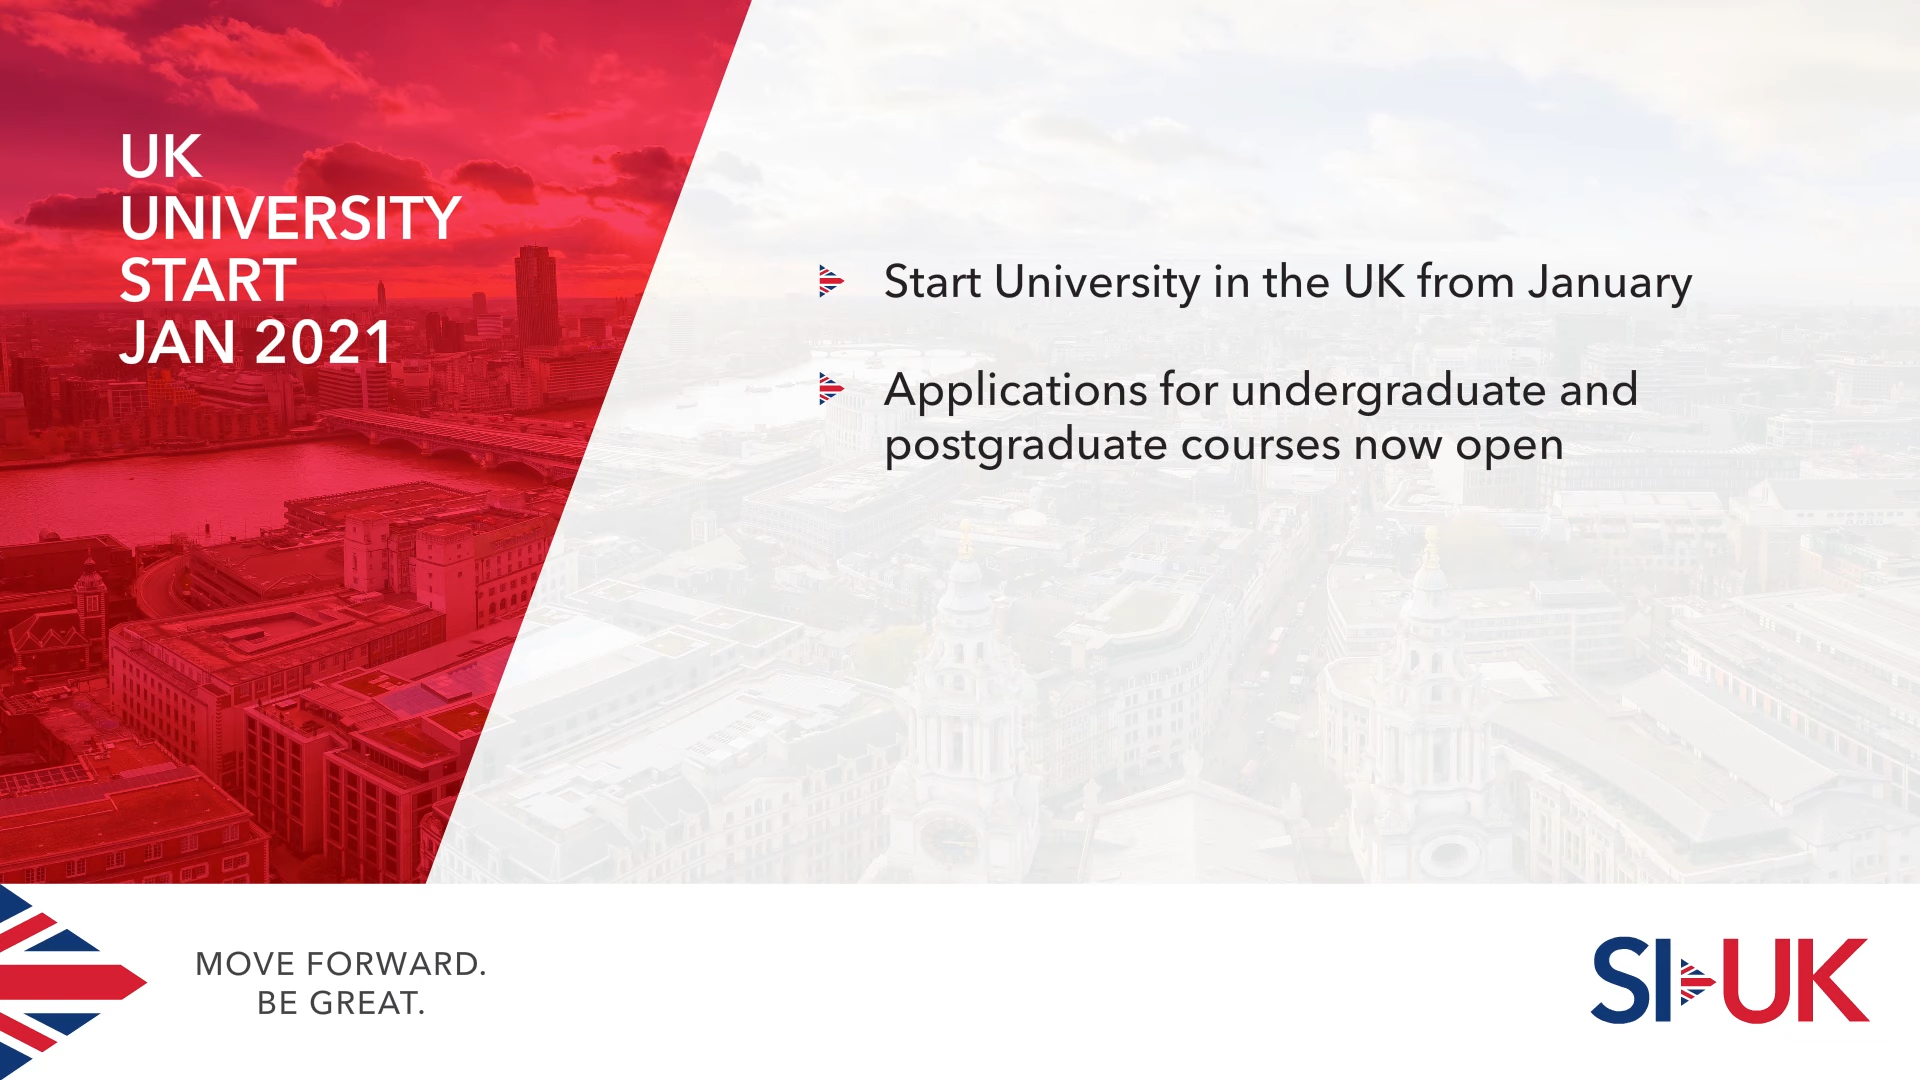 UK
UNIVERSITY
START
JAN 2021
Start University in the UK from January
Applications for undergraduate and
postgraduate courses now open
MOVE FORWARD.
BE GREAT.
SI UK